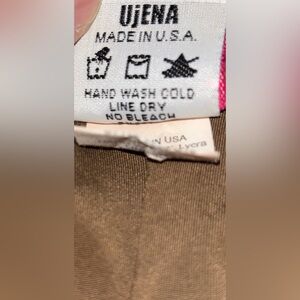 UjENA
MADE IN U.S.A.
HAND WASH COLD
LINE DRY
NO BLEACH
USA
Lycra